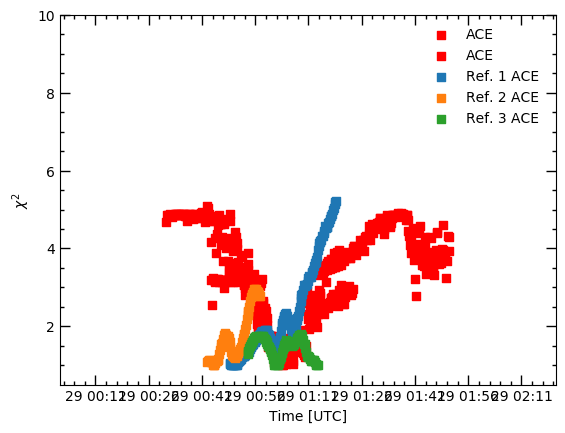 ACE
ACE
Ref. 1 ACE
Ref. 2 ACE
Ref. 3 ACE
10
8
6
4
2
χ²
29 00:11 29 00:26 29 00:41 29 00:56 29 01:11 29 01:26 29 01:41 29 01:56 29 02:11
Time [UTC]